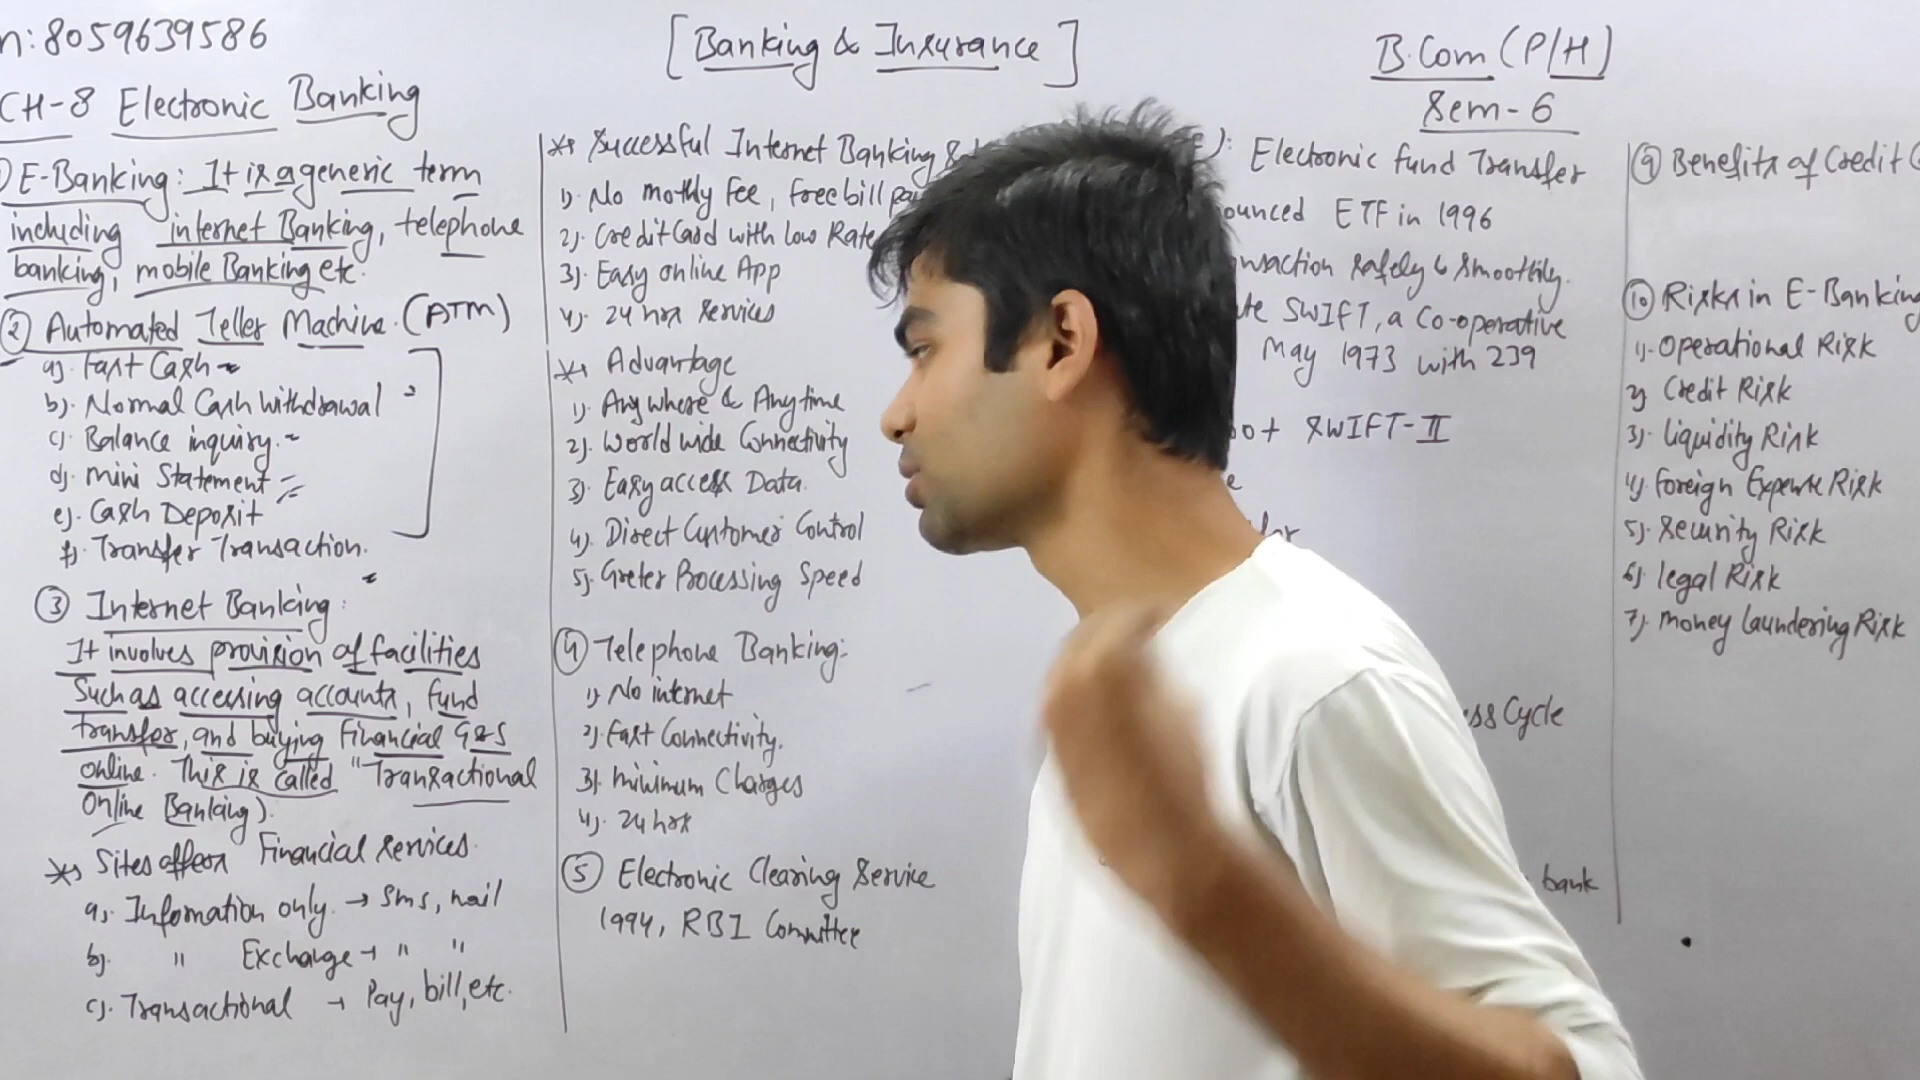 n: 8059639586
[Banking & Insurance]
B.Com (P/H)
Sem-6
CH-8 Electronic Banking
E-Banking: It is a generic term
including internet Banking, telephone
banking, mobile Banking etc.
② Automated Teller Machine. (ATM)
a). Fast Cash
b). Normal Cash Withdrawal
c). Balance inquiry.
d). Mini Statement
e). Cash Deposit
f). Transfer Transaction.
③ Internet Banking:
It involves provision of facilities
Such as accessing accounts, fund
transfer, and buying Financial G&S
online. This is called "Transactional
Online Banking).
* Sites offers Financial Services.
a). Infomation only. → Sms, mail
b). " Exchange → " "
c). Transactional → Pay, bill, etc.
* Successful Internet Banking
1). No mothly Fee, free bill
2). Credit Card with Low Rate
3). Easy online App
4). 24 hrs Services
* Advantage
1). Any where & Anytime
2). World wide Connectivity
3). Easy access Data.
4). Direct Customer Control
5). Greter Processing Speed
④ Telephone Banking:
1) No internet
2). Fast Connectivity.
3). Minimum Charges
4). 24 hrs
⑤ Electronic Clearing Service
1994, RBI Committee
): Electronic Fund Transfer
ounced ETF in 1996
nsaction safely & smoothily.
SWIFT, a Co-operative
May 1973 with 239
SWIFT-II
ss Cycle
bank
⑨ Benefits of Credit
⑩ Risks in E-Banking
1). Operational Risk
2) Credit Risk
3). Liquidity Risk
4). Foreign Expense Risk
5). Security Risk
6). Legal Risk
7). Money Laundering Risk